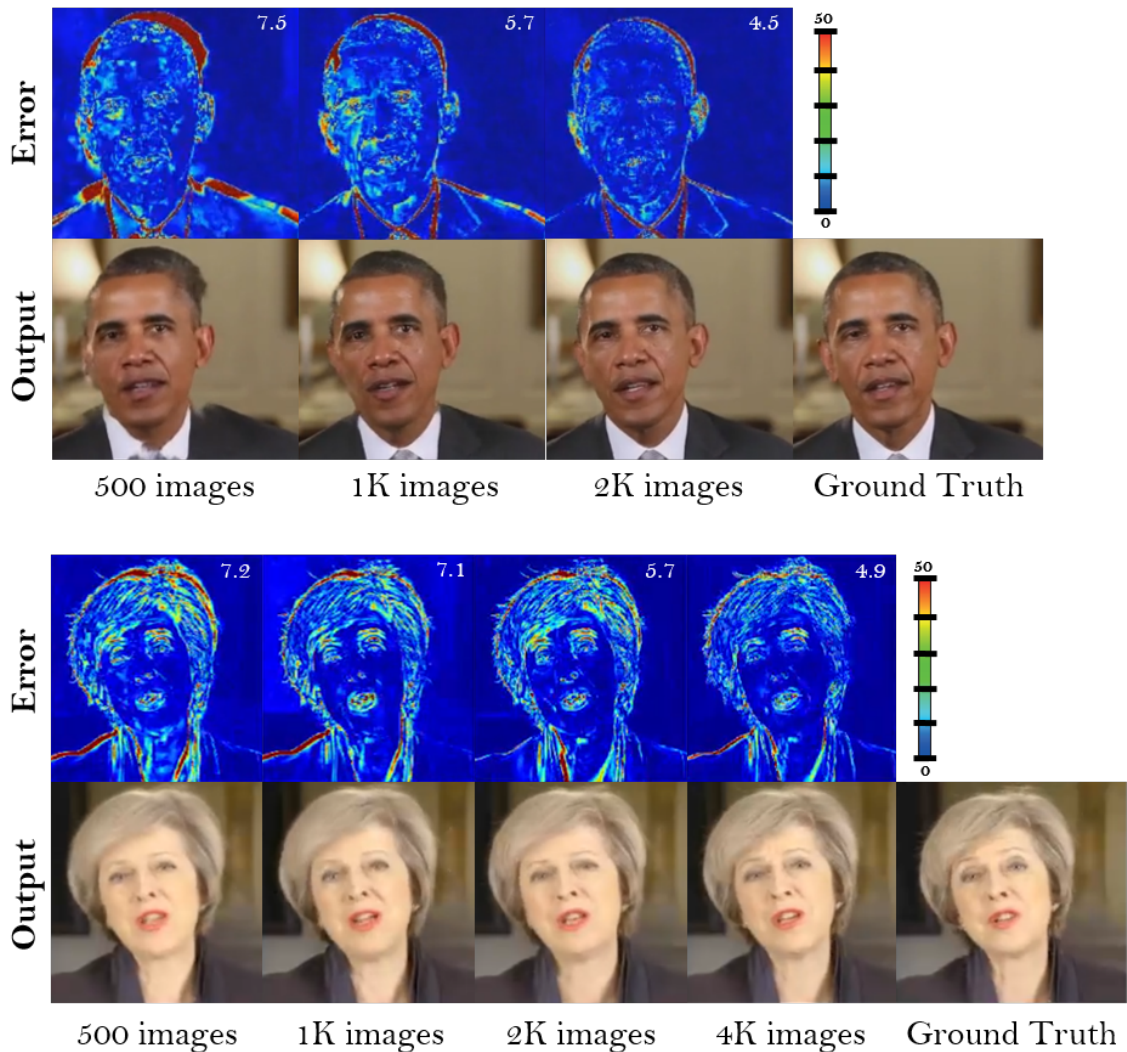 7.5 5.7 4.5 50
Error
0
Output
500 images 1K images 2K images Ground Truth
7.2 7.1 5.7 4.9 50
Error
0
Output
500 images 1K images 2K images 4K images Ground Truth